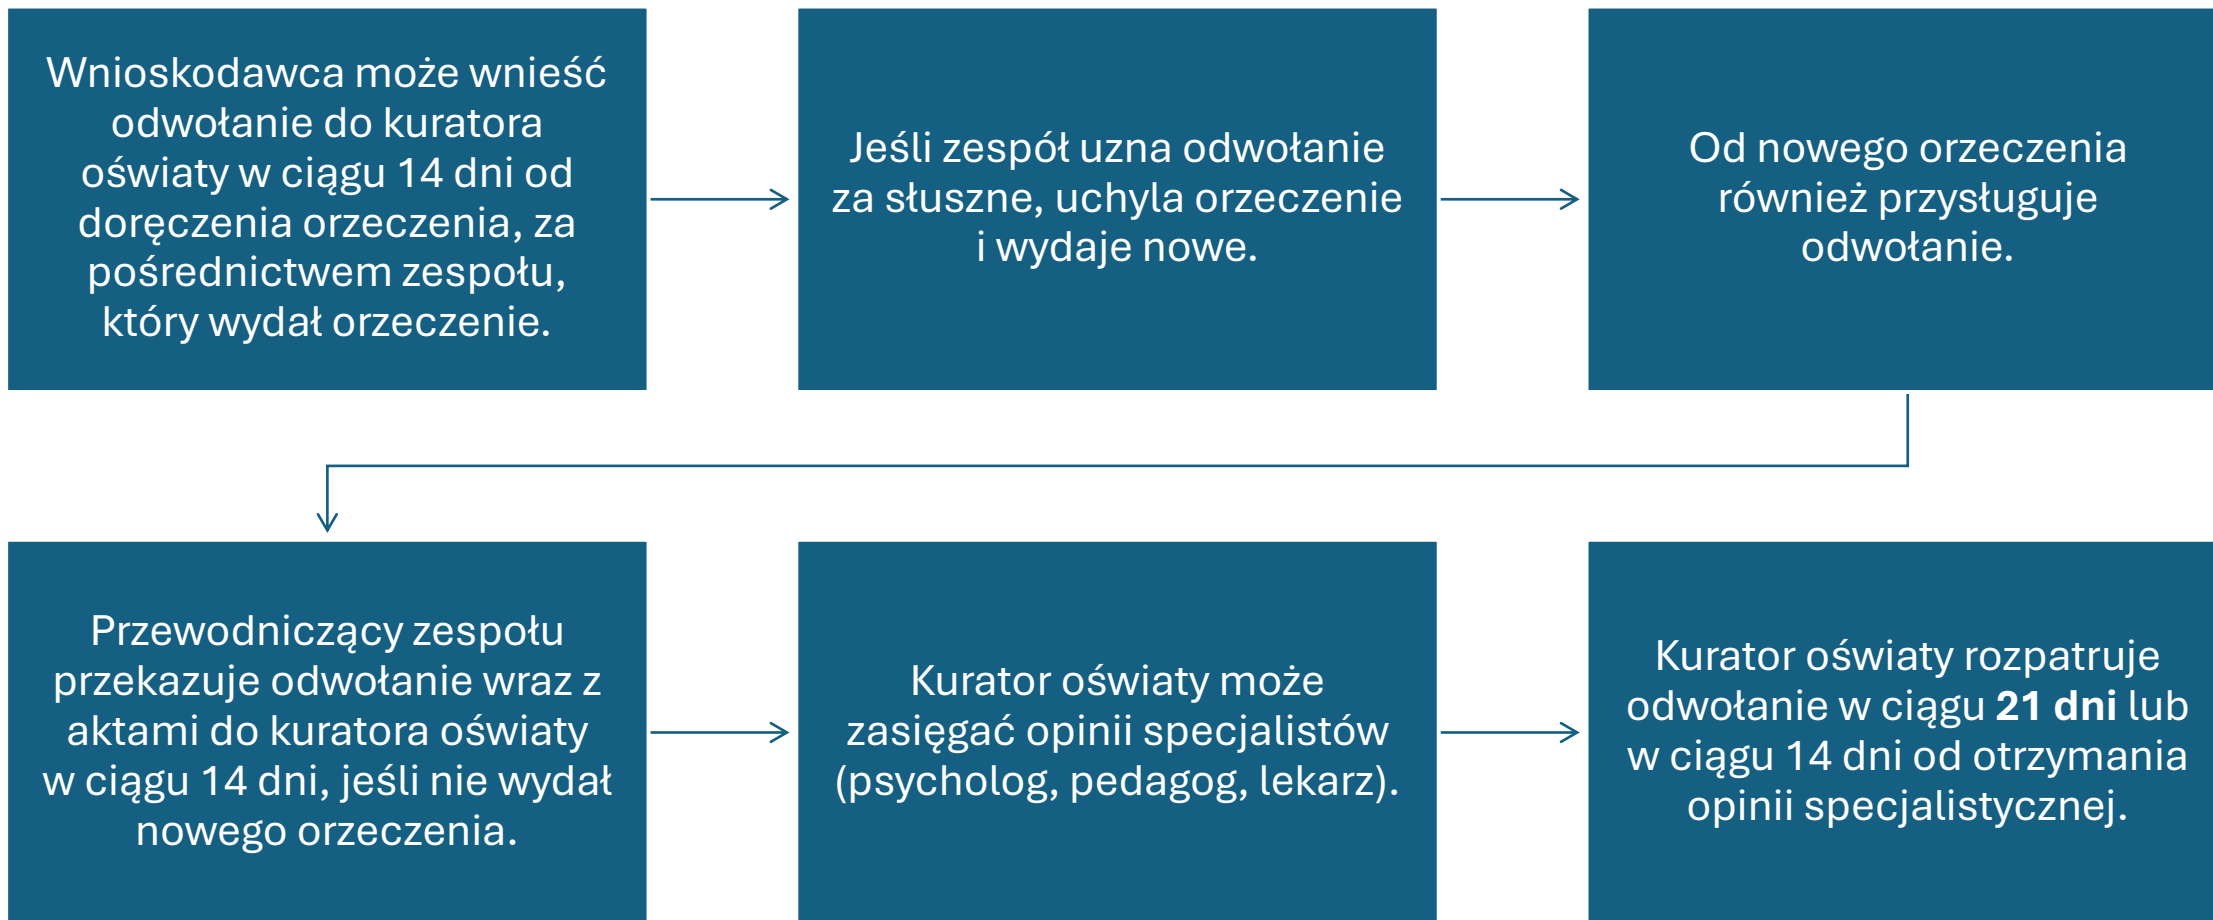 Wnioskodawca może wnieść
odwołanie do kuratora
oświaty w ciągu 14 dni od
doręczenia orzeczenia, za
pośrednictwem zespołu,
który wydał orzeczenie.
Jeśli zespół uzna odwołanie
za słuszne, uchyla orzeczenie
i wydaje nowe.
Od nowego orzeczenia
również przysługuje
odwołanie.
Przewodniczący zespołu
przekazuje odwołanie wraz z
aktami do kuratora oświaty
w ciągu 14 dni, jeśli nie wydał
nowego orzeczenia.
Kurator oświaty może
zasięgać opinii specjalistów
(psycholog, pedagog, lekarz).
Kurator oświaty rozpatruje
odwołanie w ciągu 21 dni lub
w ciągu 14 dni od otrzymania
opinii specjalistycznej.